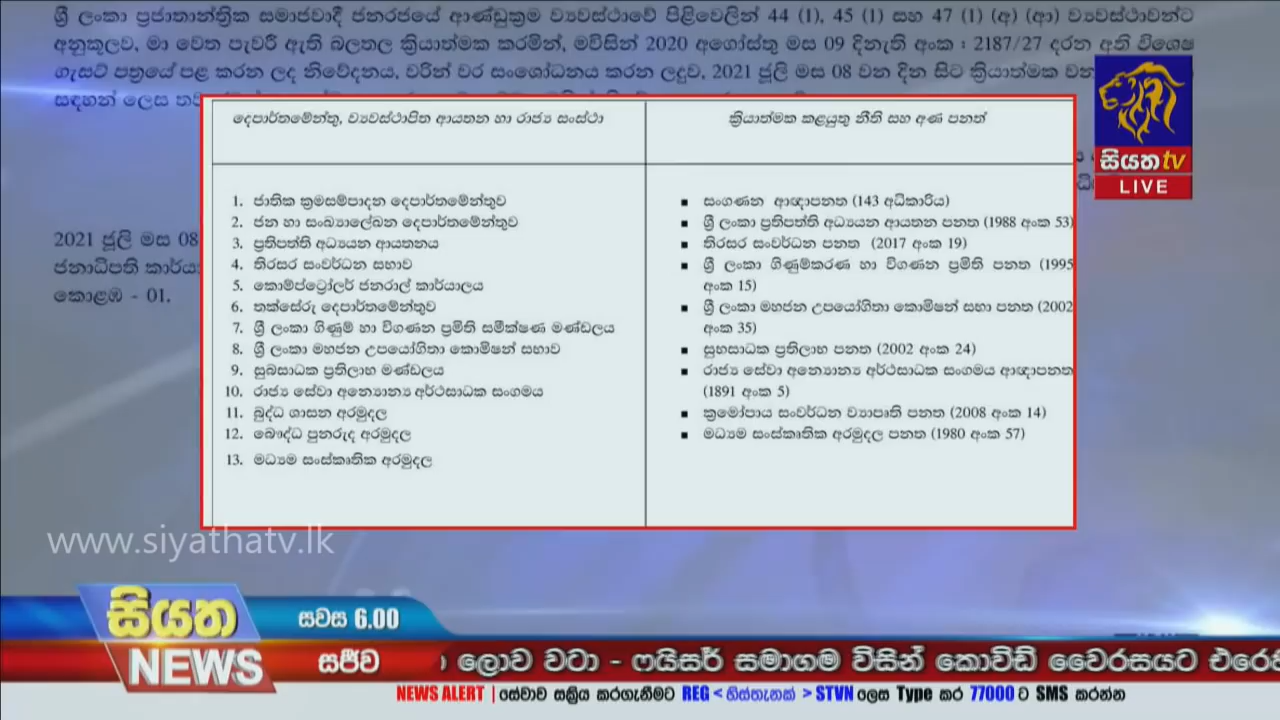 ශ්‍රී ලංකා ප්‍රජාතාන්ත්‍රික සමාජවාදී ජනරජයේ ආණ්ඩුක්‍රම ව්‍යවස්ථාවේ පිළිවෙලින් 44 (1), 45 (1) සහ 47 (1) (අ) (ආ) ව්‍යවස්ථාවන්ට
අනුකූලව, මා වෙත පැවරී ඇති බලතල ක්‍රියාත්මක කරමින්, මවිසින් 2020 අගෝස්තු මස 09 දිනැති අංක : 2187/27 දරන අති විශෙෂ
ගැසට් පත්‍රයේ පළ කරන ලද නිවේදනය, වරින් වර සංශෝධනය කරන ලදුව, 2021 ජූලි මස 08 වන දින සිට ක්‍රියාත්මක වන
සඳහන් ලෙස
දෙපාර්තමේන්තු, ව්‍යවස්ථාපිත ආයතන හා රාජ්‍ය සංස්ථා
ක්‍රියාත්මක කළයුතු නීති සහ අණ පනත්
1. ජාතික ක්‍රමසම්පාදන දෙපාර්තමේන්තුව
2. ජන හා සංඛ්‍යාලේඛන දෙපාර්තමේන්තුව
3. ප්‍රතිපත්ති අධ්‍යයන ආයතනය
4. තිරසර සංවර්ධන සභාව
5. කොම්ප්ට්‍රෝලර් ජනරාල් කාර්යාලය
6. තක්සේරු දෙපාර්තමේන්තුව
7. ශ්‍රී ලංකා ගිණුම් හා විගණන ප්‍රමිති සමීක්ෂණ මණ්ඩලය
8. ශ්‍රී ලංකා මහජන උපයෝගිතා කොමිෂන් සභාව
9. සුබසාධක ප්‍රතිලාභ මණ්ඩලය
10. රාජ්‍ය සේවා අන්‍යොන්‍ය අර්ථසාධක සංගමය
11. බුද්ධ ශාසන අරමුදල
12. බෞද්ධ පුනරුද අරමුදල
13. මධ්‍යම සංස්කෘතික අරමුදල
▪ සංගණන ආඥාපනත (143 අධිකාරිය)
▪ ශ්‍රී ලංකා ප්‍රතිපත්ති අධ්‍යයන ආයතන පනත (1988 අංක 53)
▪ තිරසර සංවර්ධන පනත (2017 අංක 19)
▪ ශ්‍රී ලංකා ගිණුම්කරණ හා විගණන ප්‍රමිති පනත (1995
අංක 15)
▪ ශ්‍රී ලංකා මහජන උපයෝගිතා කොමිෂන් සභා පනත (2002
අංක 35)
▪ සුභසාධක ප්‍රතිලාභ පනත (2002 අංක 24)
▪ රාජ්‍ය සේවා අන්‍යොන්‍ය අර්ථසාධක සංගමය ආඥාපනත
(1891 අංක 5)
▪ ක්‍රමෝපාය සංවර්ධන ව්‍යාපෘති පනත (2008 අංක 14)
▪ මධ්‍යම සංස්කෘතික අරමුදල පනත (1980 අංක 57)
2021 ජූලි මස 08
ජනාධිපති
කොළඹ - 01.
සියත tv
LIVE
www.siyathatv.lk
සියත
NEWS
සවස 6.00
සජීව
ලොව වටා - ෆයිසර් සමාගම විසින් කොවිඩ් වෛරසයට
NEWS ALERT | සේවාව සක්‍රිය කරගැනීමට REG < හිස්තැනක් > STVN ලෙස Type කර 77000 ට SMS කරන්න